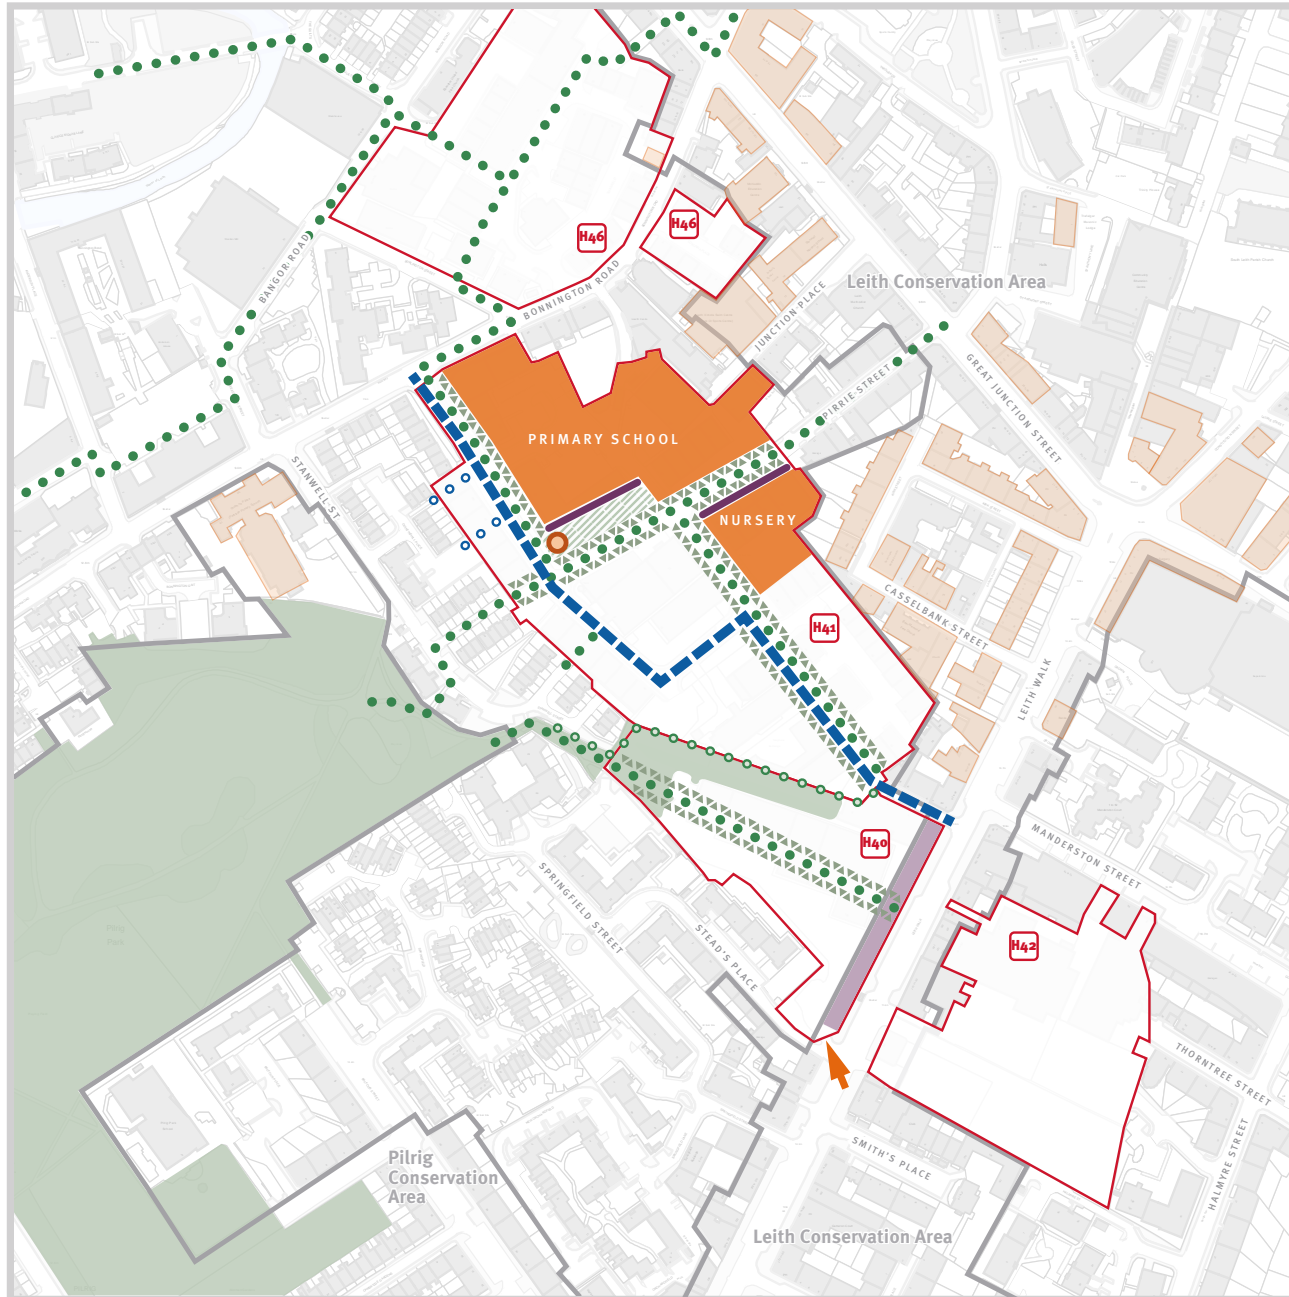 H46
H46
BANGOR ROAD
BONNINGTON ROAD
Leith Conservation Area
JUNCTION PLACE
PIRRIE STREET
GREAT JUNCTION STREET
PRIMARY SCHOOL
STANWELL ST
NURSERY
CASSELBANK STREET
H41
LEITH WALK
H40
MANDERSTON STREET
SPRINGFIELD STREET
STEAD'S PLACE
H42
Pilrig
Park
THORNTREE STREET
SMITH'S PLACE
HALMYRE STREET
Pilrig
Conservation
Area
Leith Conservation Area